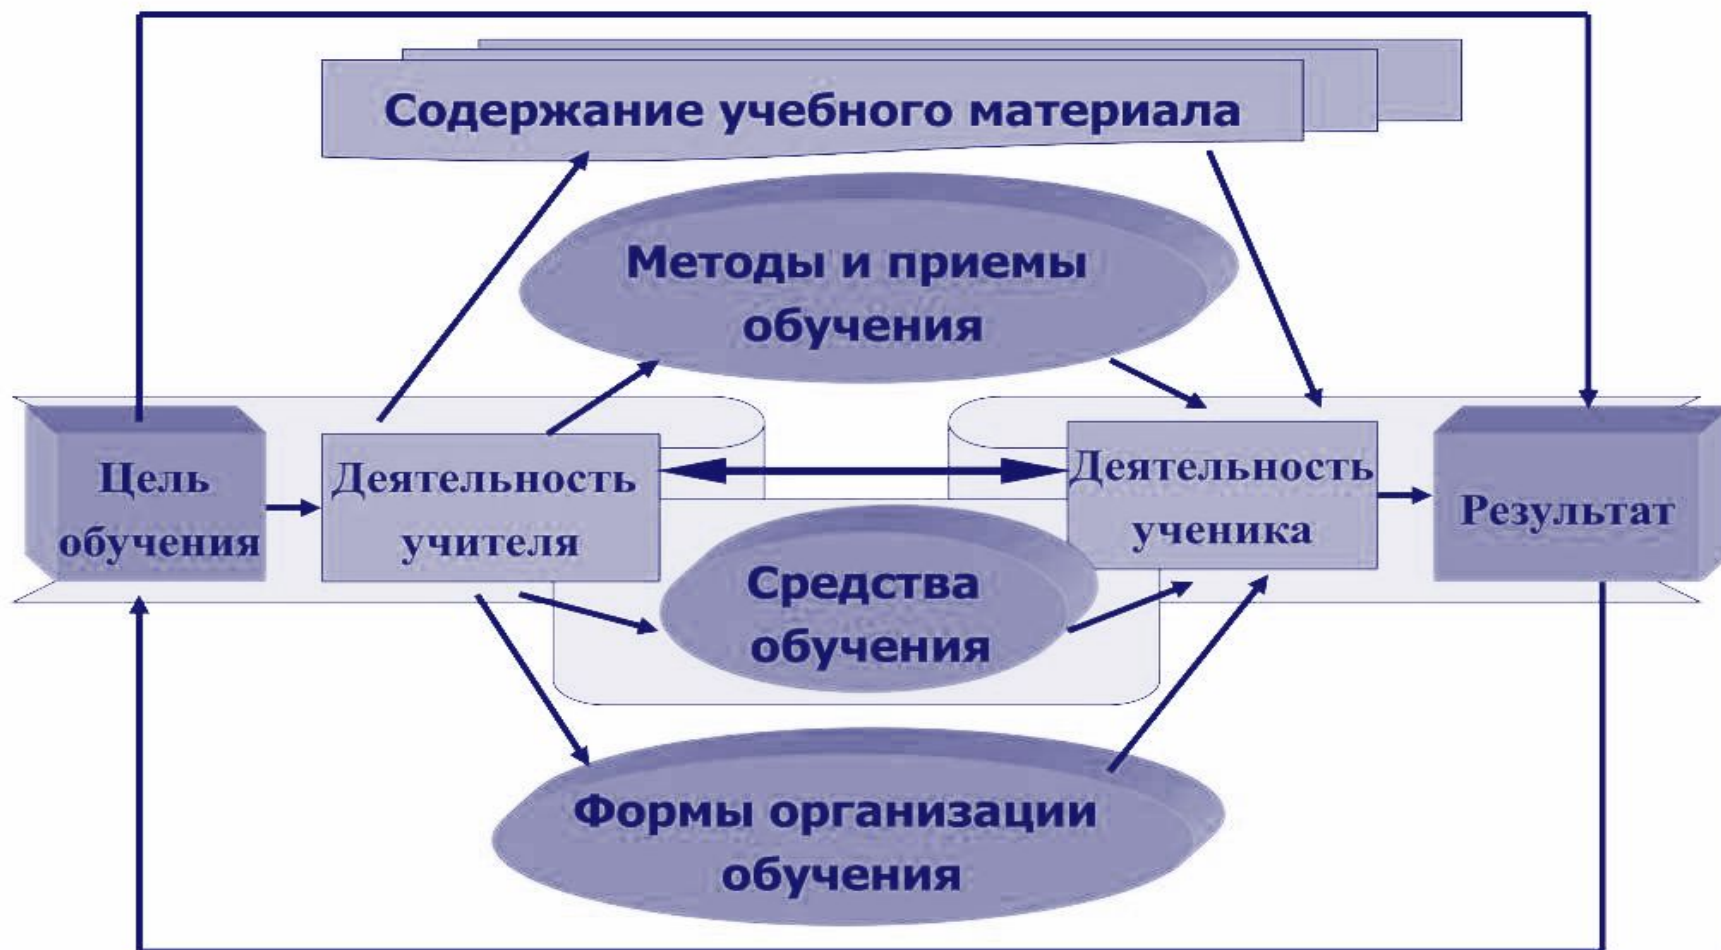 Содержание учебного материала
Методы и приемы
обучения
Цель
обучения
Деятельность
учителя
Деятельность
ученика
Результат
Средства
обучения
Формы организации
обучения